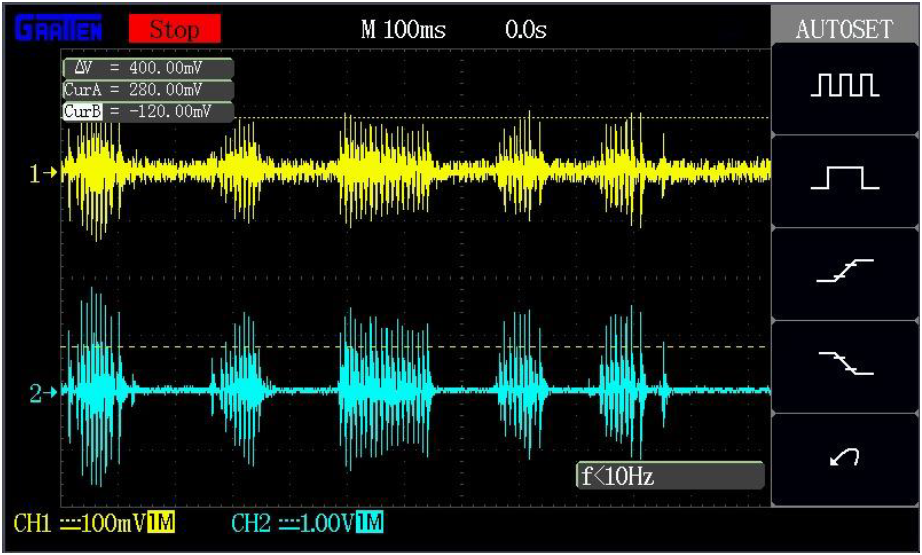 GRATTEN Stop M 100ms 0.0s AUTOSET
ΔV = 400.00mV
CurA = 280.00mV
CurB = -120.00mV
1
2
f<10Hz
CH1 100mV 1M CH2 1.00V 1M